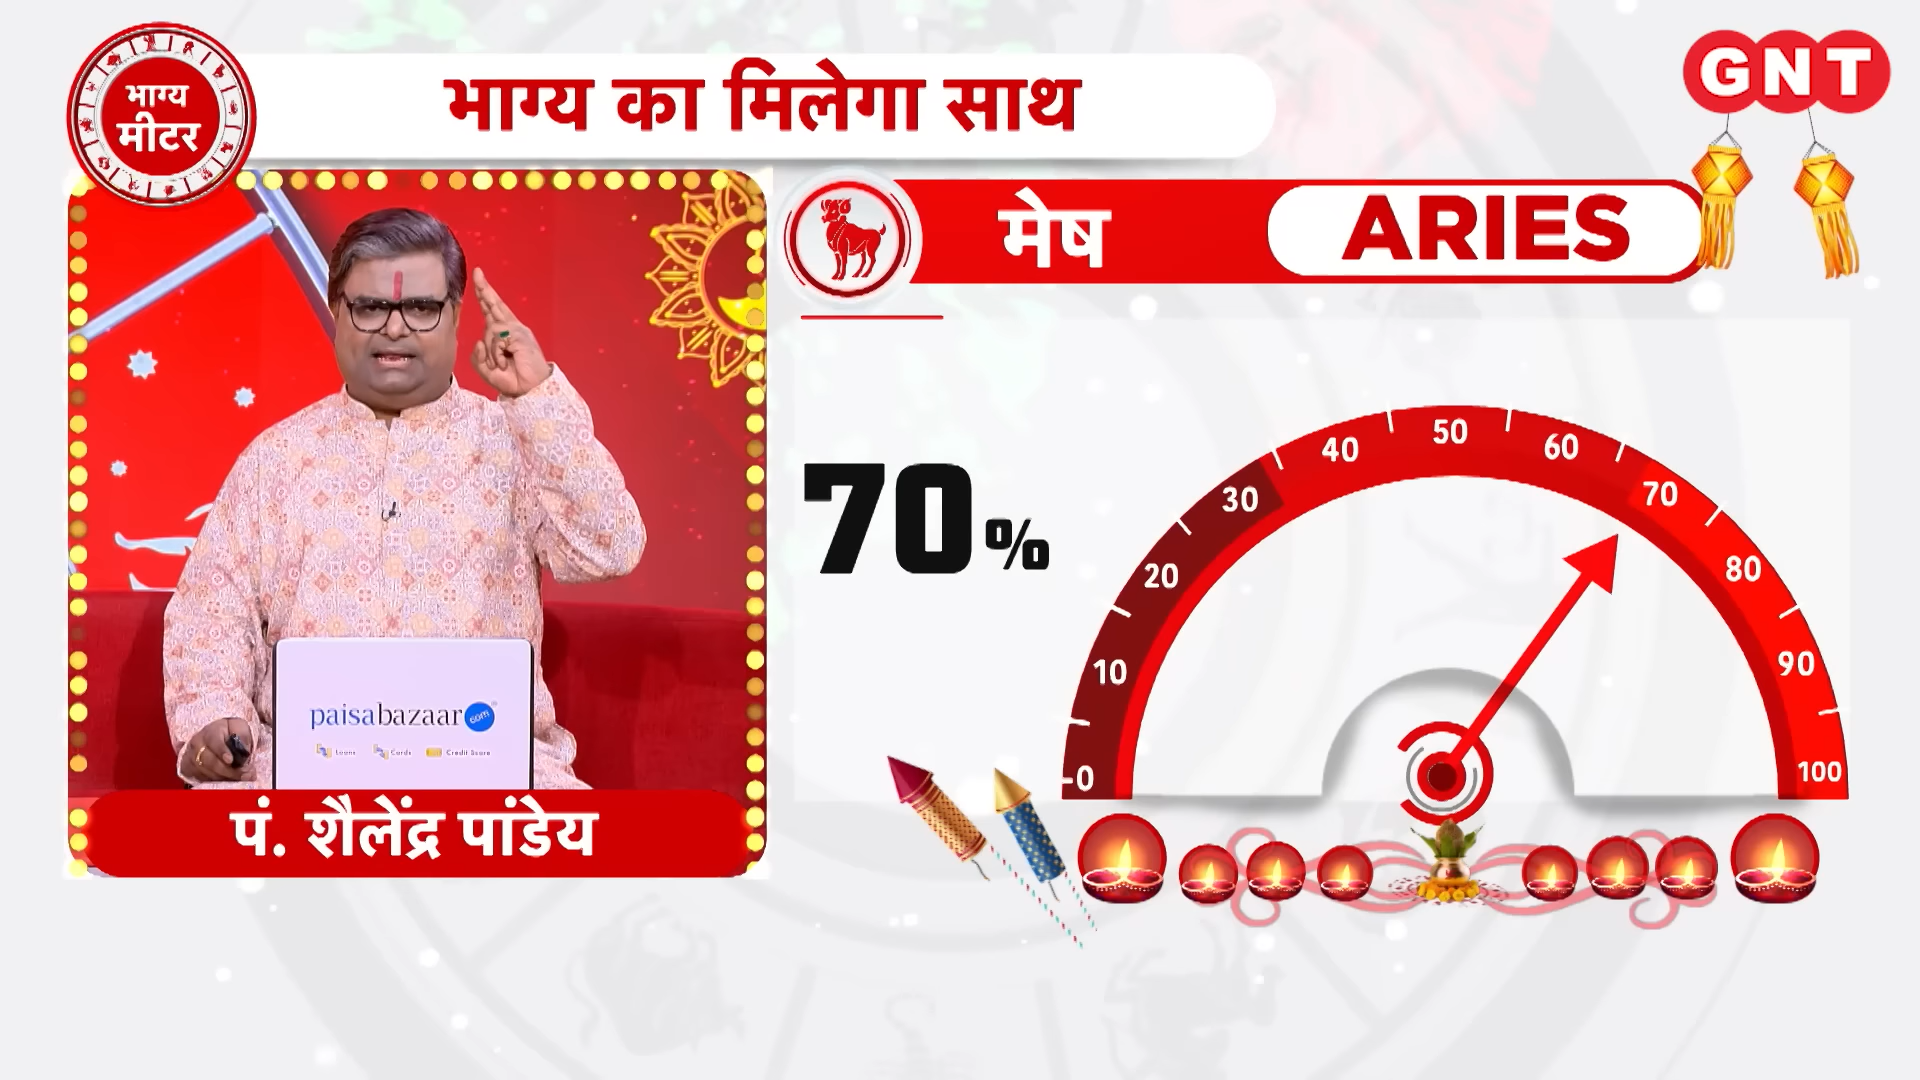 भाग्य
मीटर
भाग्य का मिलेगा साथ
GNT
मेष
ARIES
70%
0
10
20
30
40
50
60
70
80
90
100
paisabazaar.com
Loans
Cards
Credit Score
पं. शैलेंद्र पांडेय